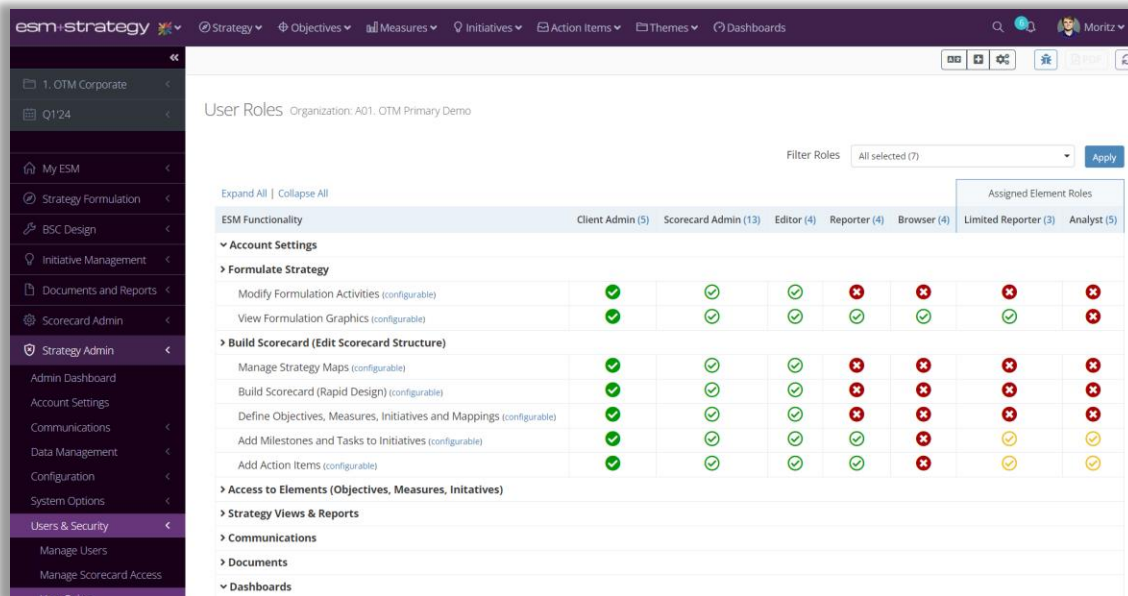 esm+strategy Strategy Objectives Measures Initiatives Action Items Themes Dashboards 6 Moritz
1. OTM Corporate
Q1'24
My ESM
Strategy Formulation
BSC Design
Initiative Management
Documents and Reports
Scorecard Admin
Strategy Admin
Admin Dashboard
Account Settings
Communications
Data Management
Configuration
System Options
Users & Security
Manage Users
Manage Scorecard Access
PDF
User Roles Organization: A01. OTM Primary Demo
Filter Roles All selected (7) Apply
Expand All | Collapse All Assigned Element Roles
ESM Functionality Client Admin (5) Scorecard Admin (13) Editor (4) Reporter (4) Browser (4) Limited Reporter (3) Analyst (5)
Account Settings
Formulate Strategy
Modify Formulation Activities (configurable)
View Formulation Graphics (configurable)
Build Scorecard (Edit Scorecard Structure)
Manage Strategy Maps (configurable)
Build Scorecard (Rapid Design) (configurable)
Define Objectives, Measures, Initiatives and Mappings (configurable)
Add Milestones and Tasks to Initiatives (configurable)
Add Action Items (configurable)
Access to Elements (Objectives, Measures, Initatives)
Strategy Views & Reports
Communications
Documents
Dashboards